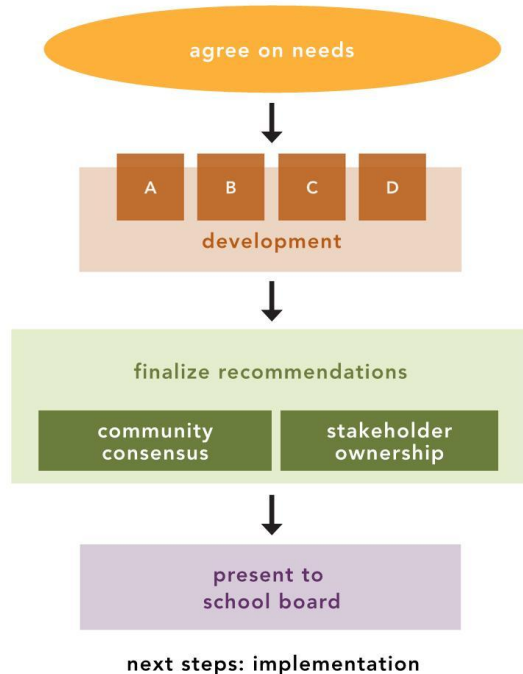 agree on needs
A B C D
development
finalize recommendations
community consensus
stakeholder ownership
present to
school board
next steps: implementation